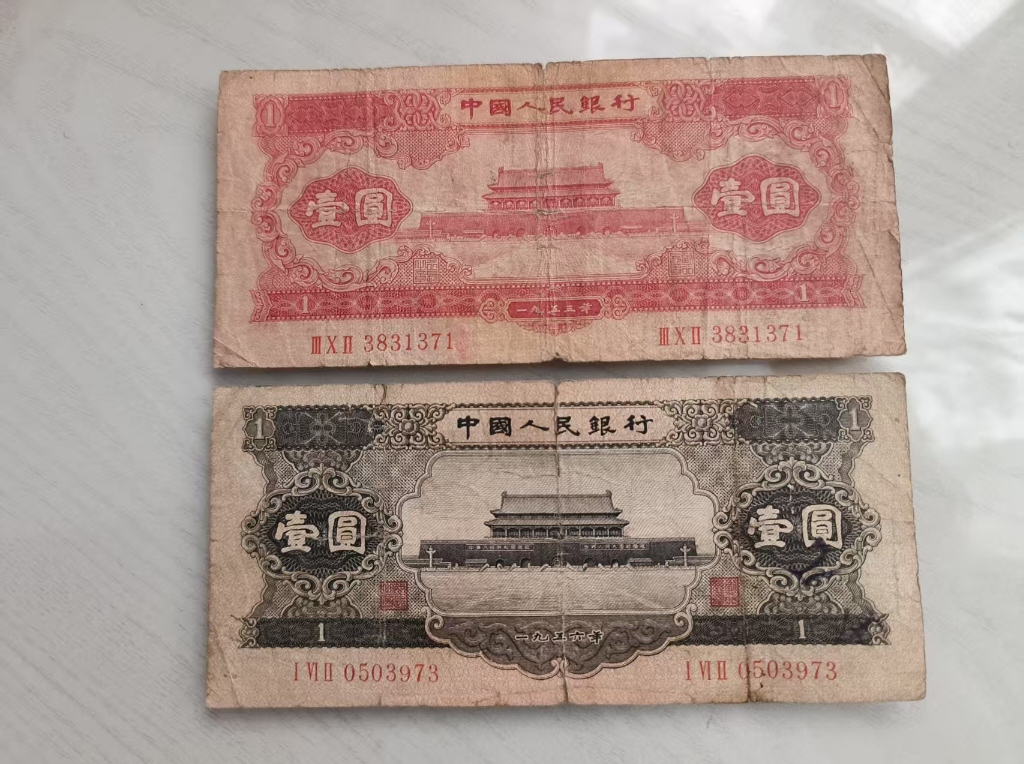 1 中國人民銀行 1
壹圓 壹圓
1 一九五三年 1
ⅢⅩⅡ 3831371 ⅢⅩⅡ 3831371
1 中國人民銀行 1
壹圓 壹圓
1 一九五六年 1
ⅠⅥⅡ 0503973 ⅠⅥⅡ 0503973